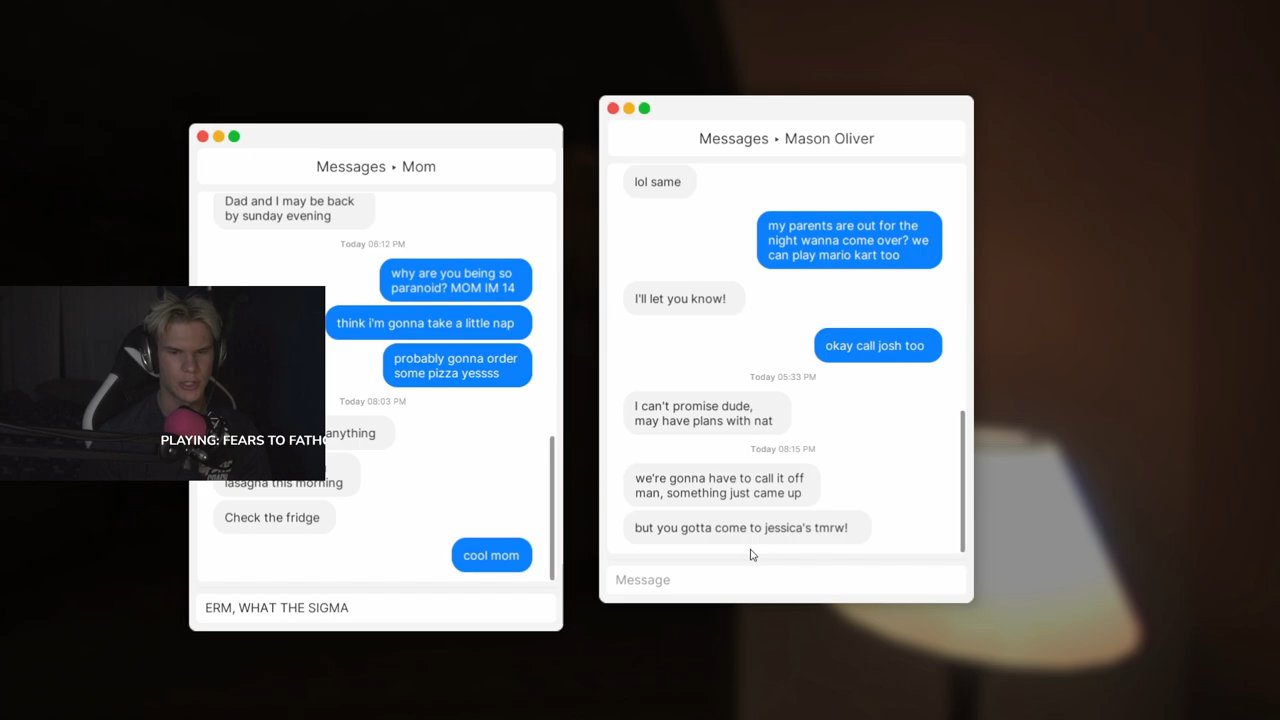 Messages ‣ Mom
Dad and I may be back
by sunday evening
Today 06:12 PM
why are you being so
paranoid? MOM IM 14
think i'm gonna take a little nap
probably gonna order
some pizza yessss
Today 08:03 PM
anything
lasagna this morning
Check the fridge
cool mom
ERM, WHAT THE SIGMA
PLAYING: FEARS TO FATHO
Messages ‣ Mason Oliver
lol same
my parents are out for the
night wanna come over? we
can play mario kart too
I'll let you know!
okay call josh too
Today 05:33 PM
I can't promise dude,
may have plans with nat
Today 08:15 PM
we're gonna have to call it off
man, something just came up
but you gotta come to jessica's tmrw!
Message